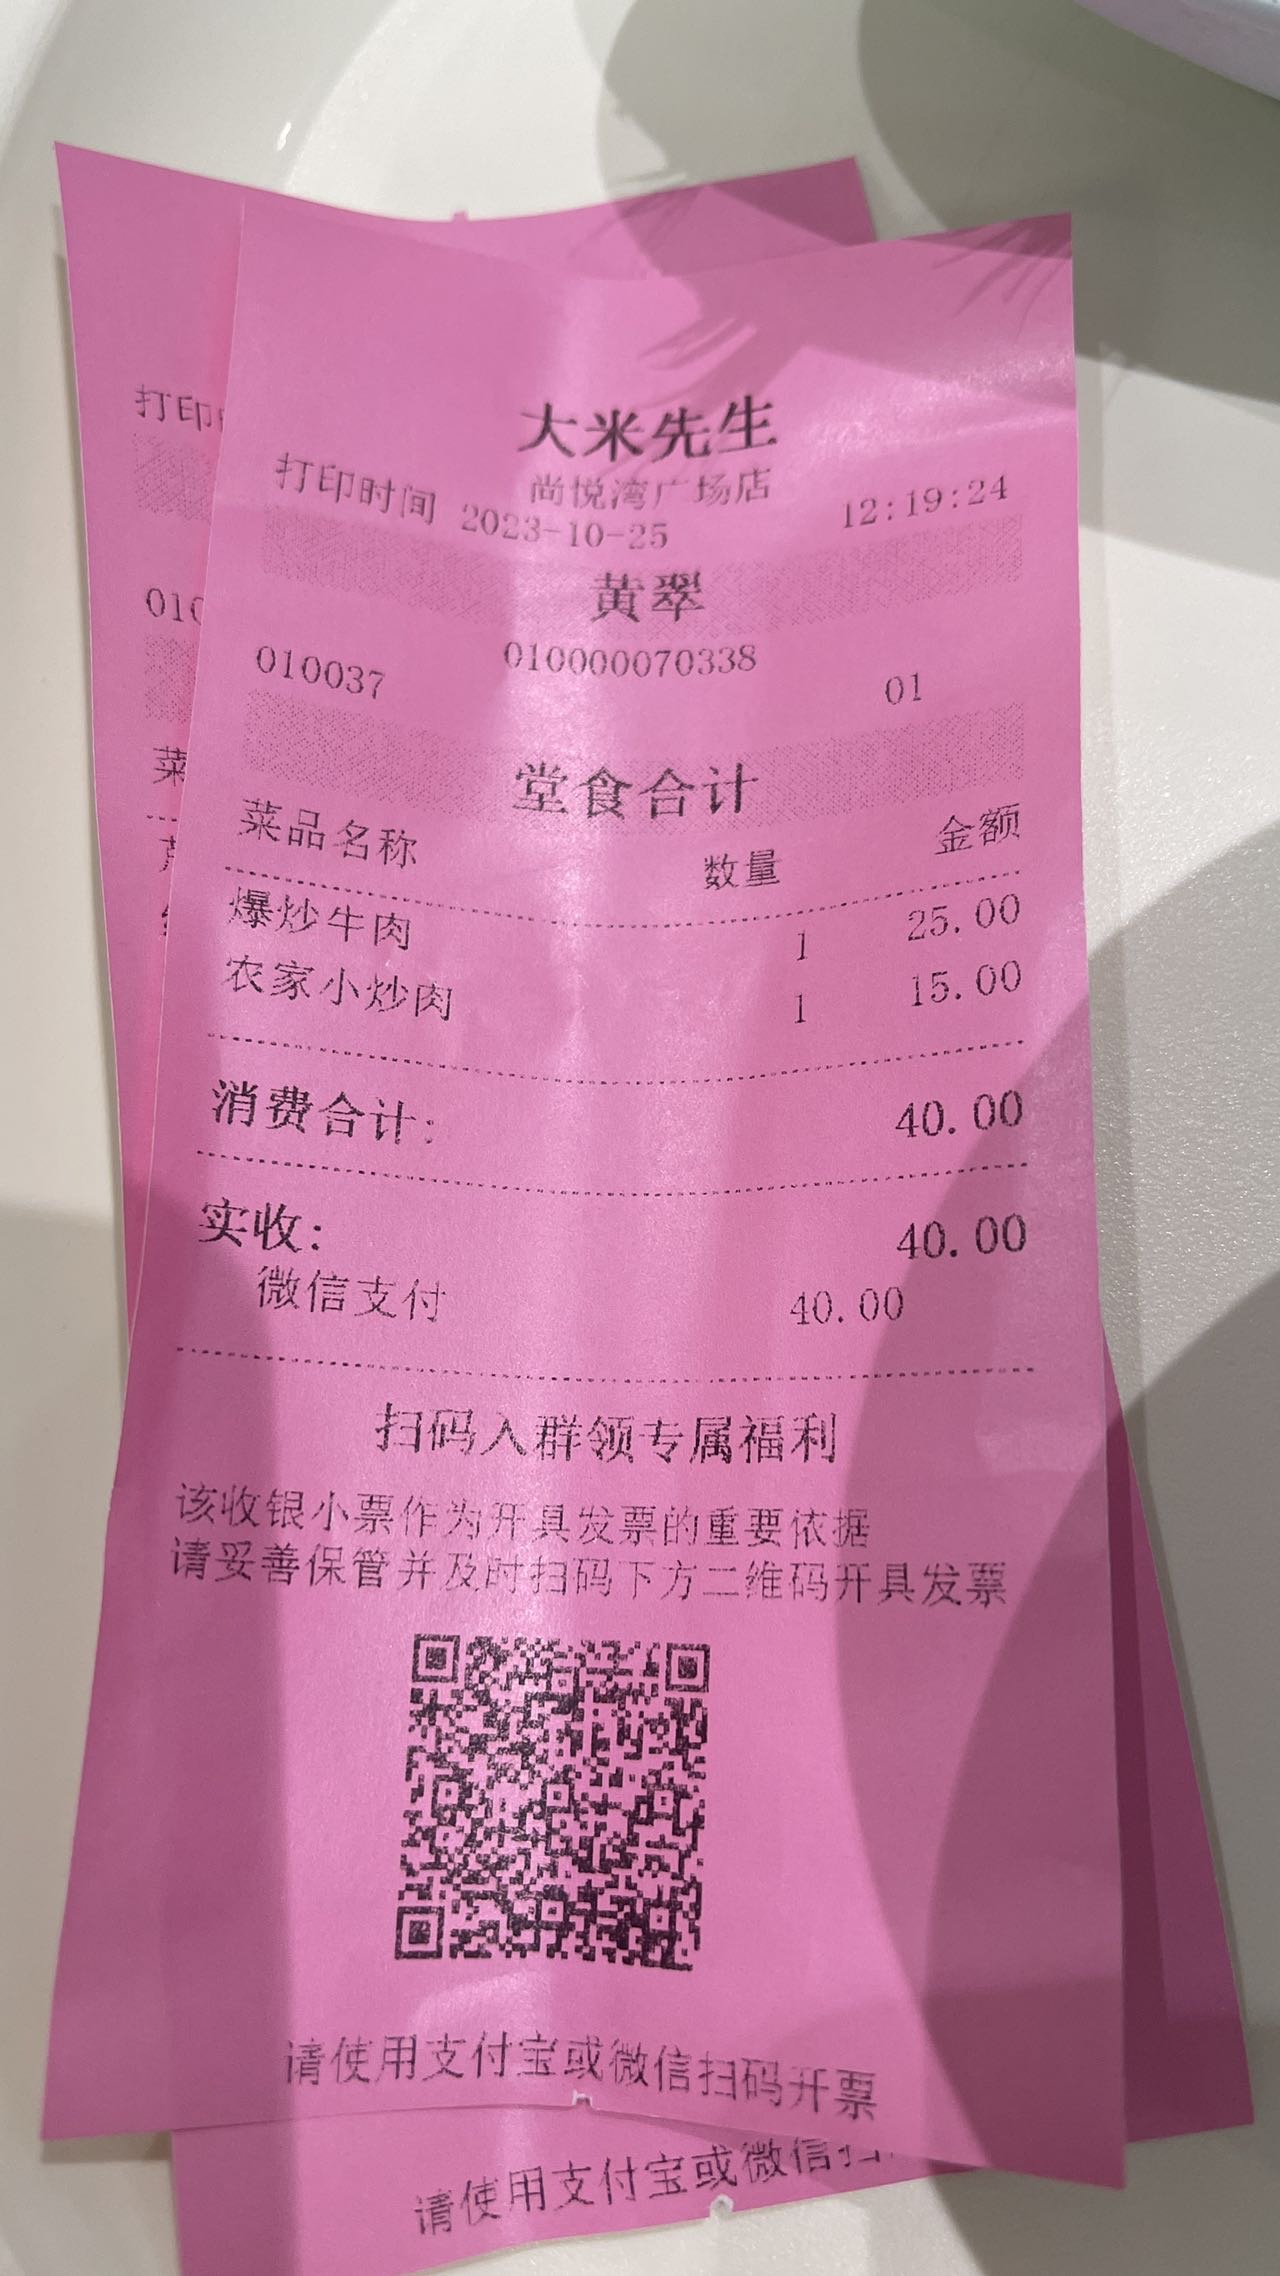 大米先生
尚悦湾广场店
打印时间 2023-10-25 12:19:24
黄翠
010037 010000070338 01
堂食合计
菜品名称 数量 金额
爆炒牛肉 1 25.00
农家小炒肉 1 15.00
消费合计: 40.00
实收: 40.00
微信支付 40.00
扫码入群领专属福利
该收银小票作为开具发票的重要依据
请妥善保管并及时扫码下方二维码开具发票
请使用支付宝或微信扫码开票
请使用支付宝或微信扫
打印
010
菜